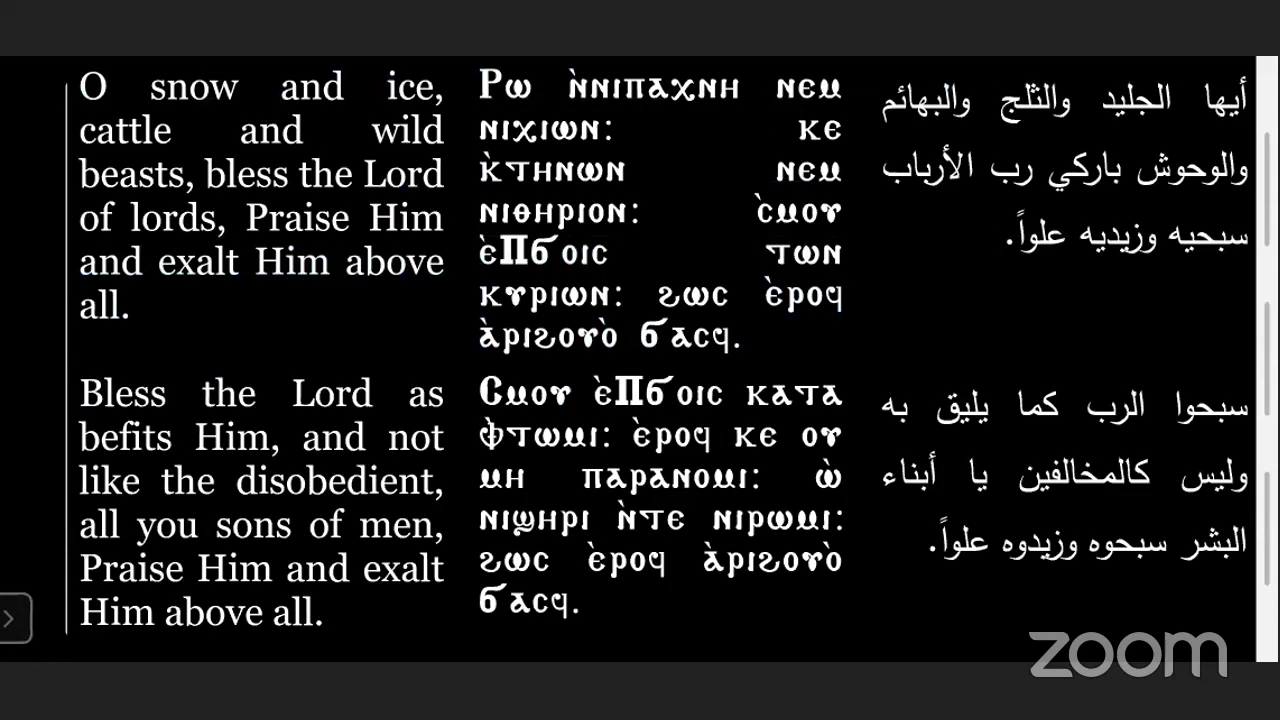 O snow and ice,
cattle and wild
beasts, bless the Lord
of lords, Praise Him
and exalt Him above
all.
Ⲣⲱ ⲛ̀ⲛⲓⲡⲁⲭⲛⲏ ⲛⲉⲙ
ⲛⲓⲭⲓⲱⲛ: ⲕⲉ
ⲕ̀ⲧⲏⲛⲱⲛ ⲛⲉⲙ
ⲛⲓⲑⲏⲣⲓⲟⲛ: ⲥ̀ⲙⲟⲩ
ⲉ̀Ⲡϭⲟⲓⲥ ⲧⲱⲛ
ⲕⲩⲣⲓⲱⲛ: ϩⲱⲥ ⲉ̀ⲣⲟϥ
ⲁ̀ⲣⲓϩⲟⲩⲟ̀ ϭⲁⲥϥ.
أيها الجليد والثلج والبهائم
والوحوش باركي رب الأرباب
سبحيه وزيديه علواً.
Bless the Lord as
befits Him, and not
like the disobedient,
all you sons of men,
Praise Him and exalt
Him above all.
Ⲥⲙⲟⲩ ⲉ̀Ⲡϭⲟⲓⲥ ⲕⲁⲧⲁ
ⲫ̀ⲧⲱⲙⲓ: ⲉ̀ⲣⲟϥ ⲕⲉ ⲟⲩ
ⲙⲏ ⲡⲁⲣⲁⲛⲟⲙⲓ: ⲱ̀
ⲛⲓϣⲏⲣⲓ ⲛ̀ⲧⲉ ⲛⲓⲣⲱⲙⲓ:
ϩⲱⲥ ⲉ̀ⲣⲟϥ ⲁ̀ⲣⲓϩⲟⲩⲟ̀
ϭⲁⲥϥ.
سبحوا الرب كما يليق به
وليس كالمخالفين يا أبناء
البشر سبحوه وزيدوه علواً.
zoom